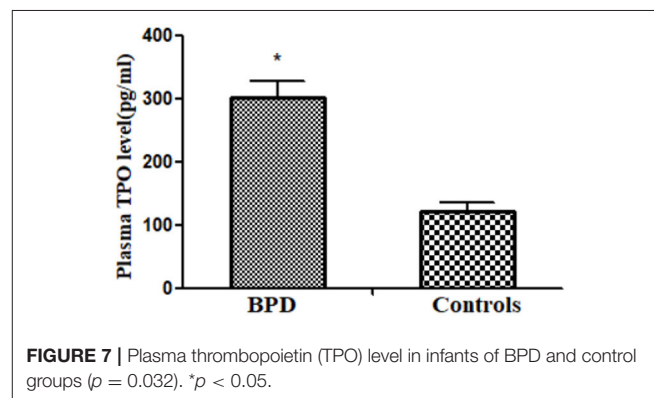 400
300
200
100
0
Plasma TPO level(pg/ml)
*
BPD
Controls
FIGURE 7 | Plasma thrombopoietin (TPO) level in infants of BPD and control
groups (p = 0.032). *p < 0.05.